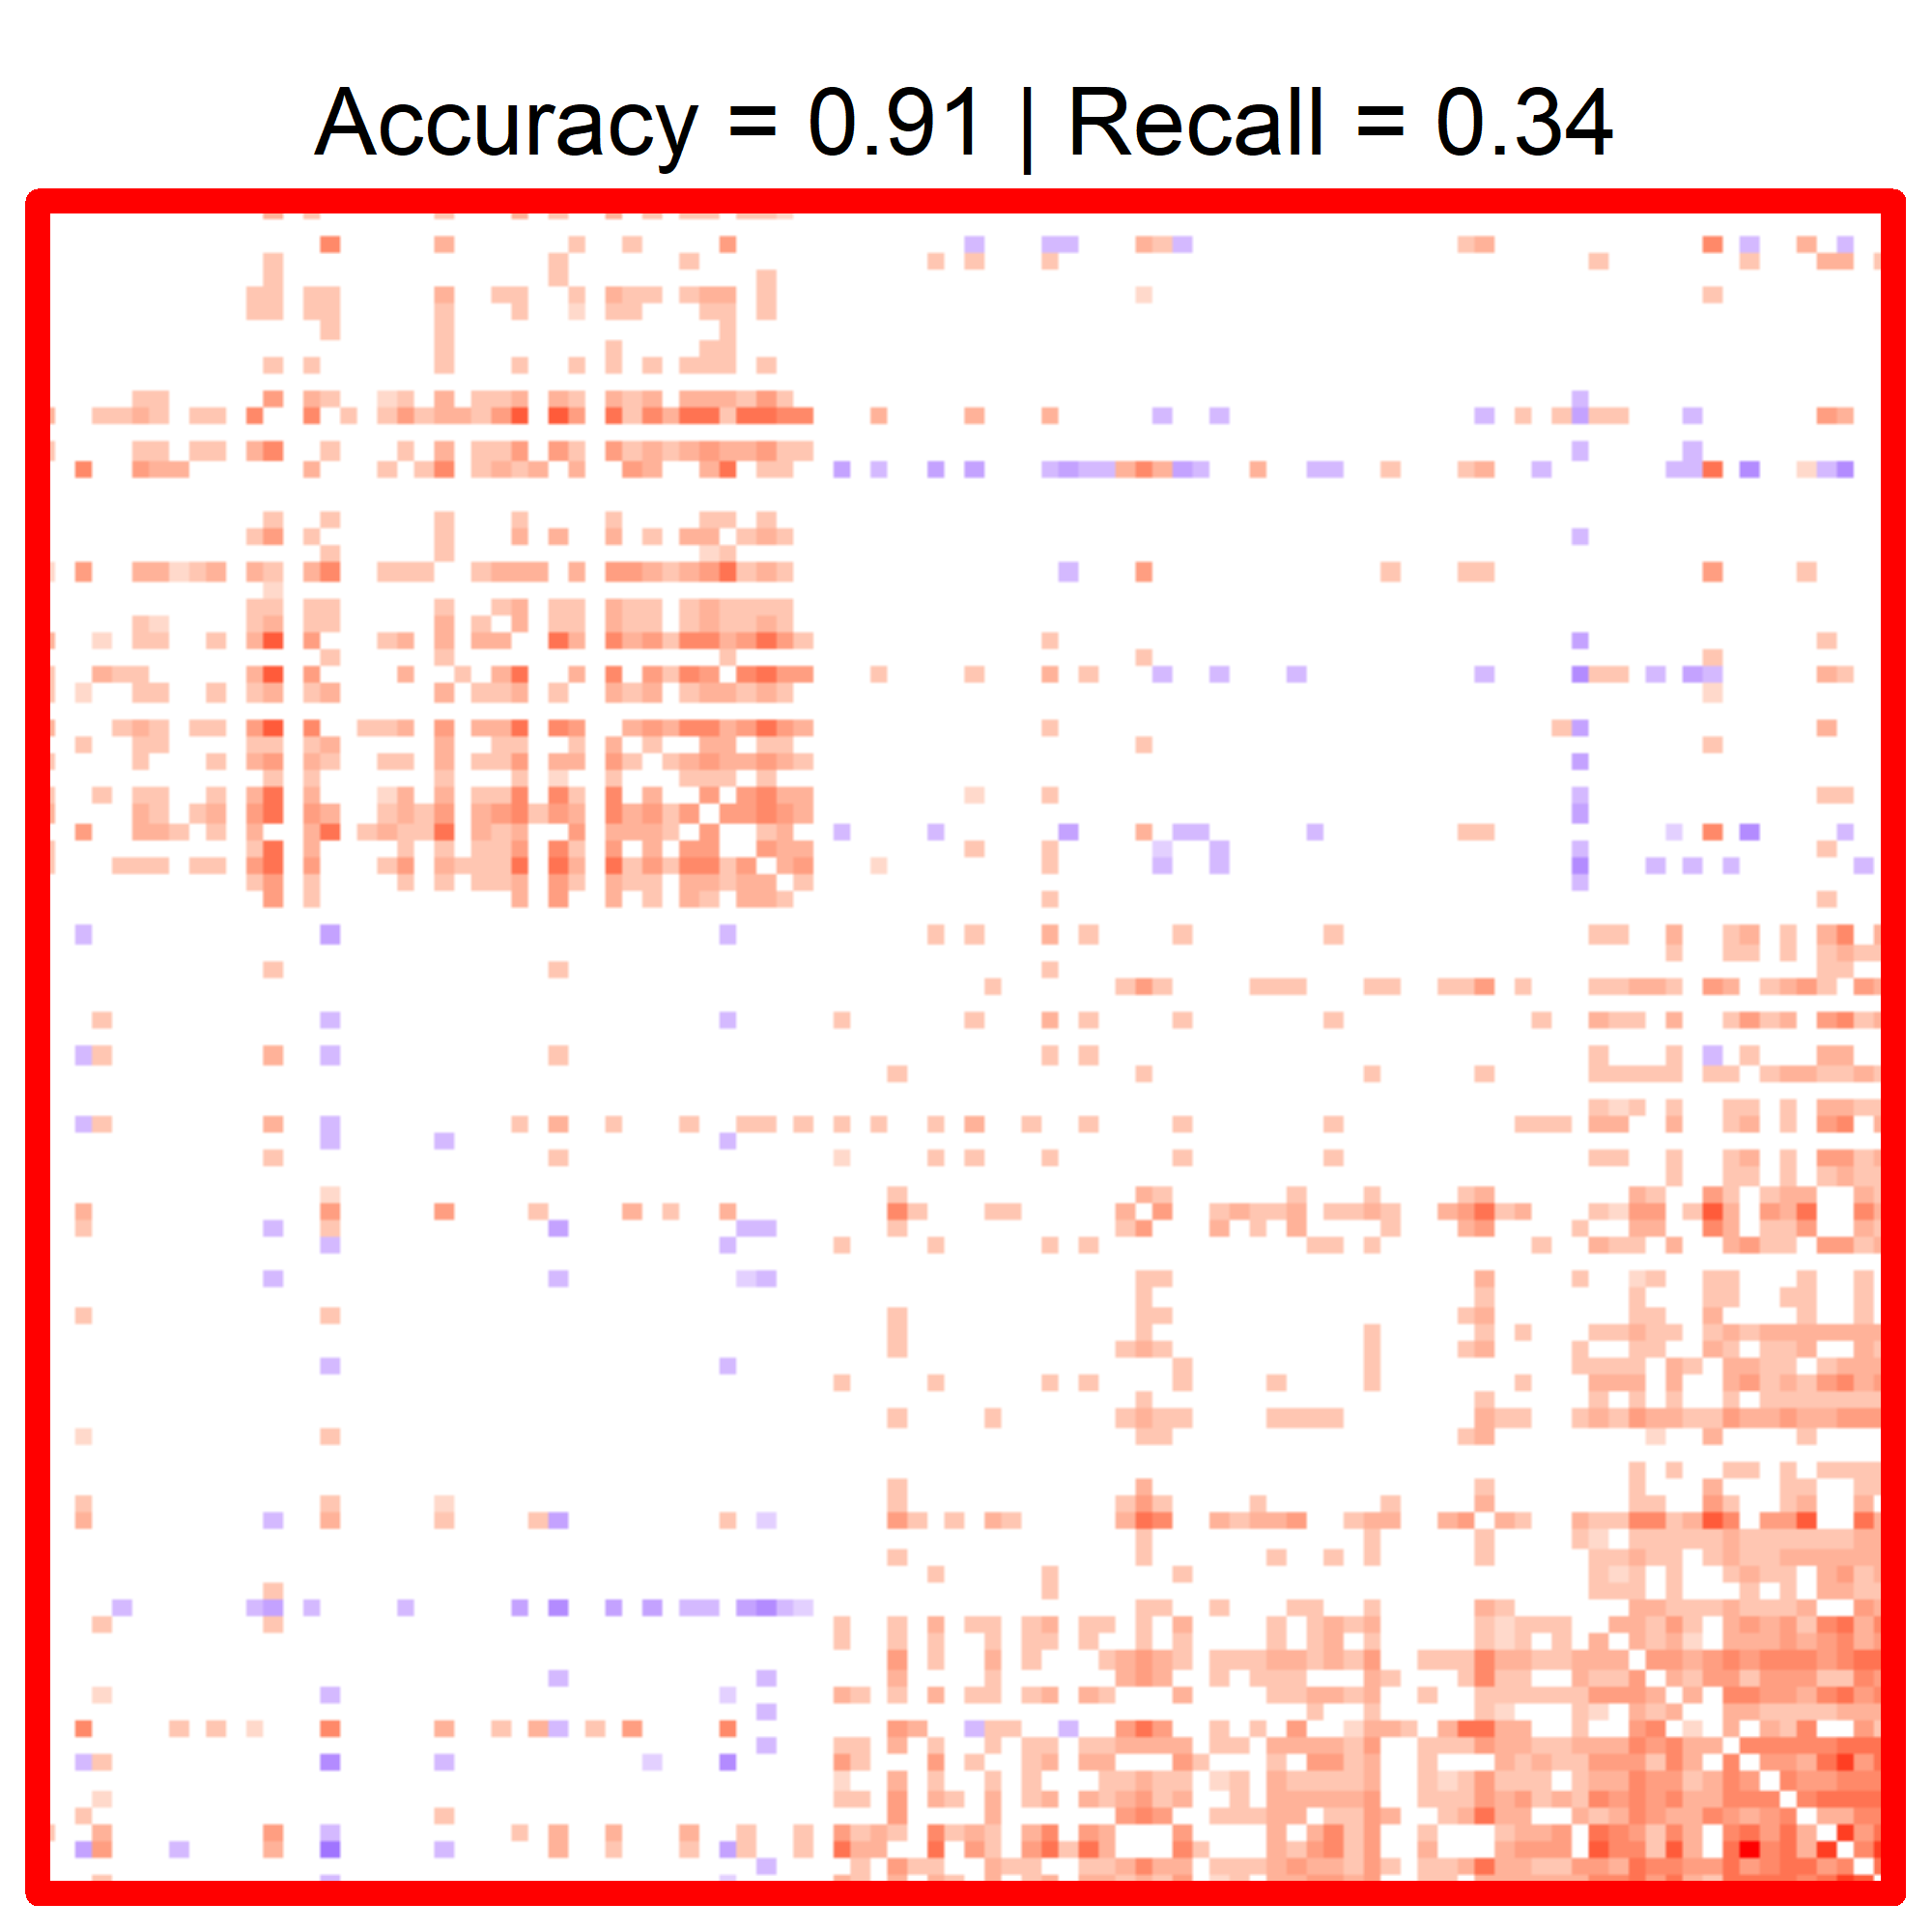 Accuracy = 0.91 | Recall = 0.34